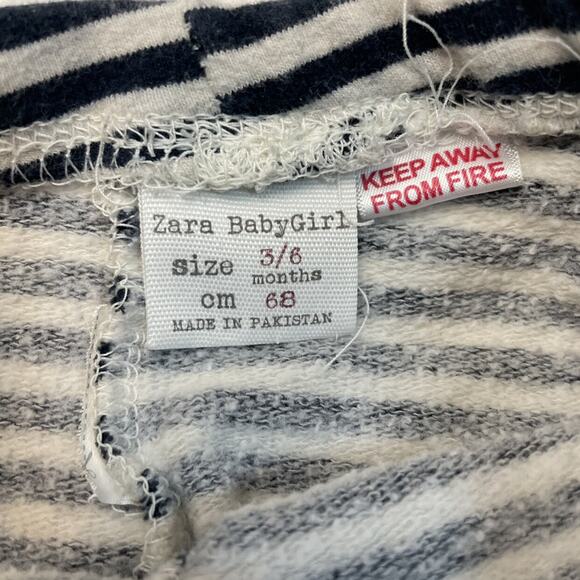 Zara BabyGirl
size 3/6 months
cm 68
MADE IN PAKISTAN
KEEP AWAY
FROM FIRE